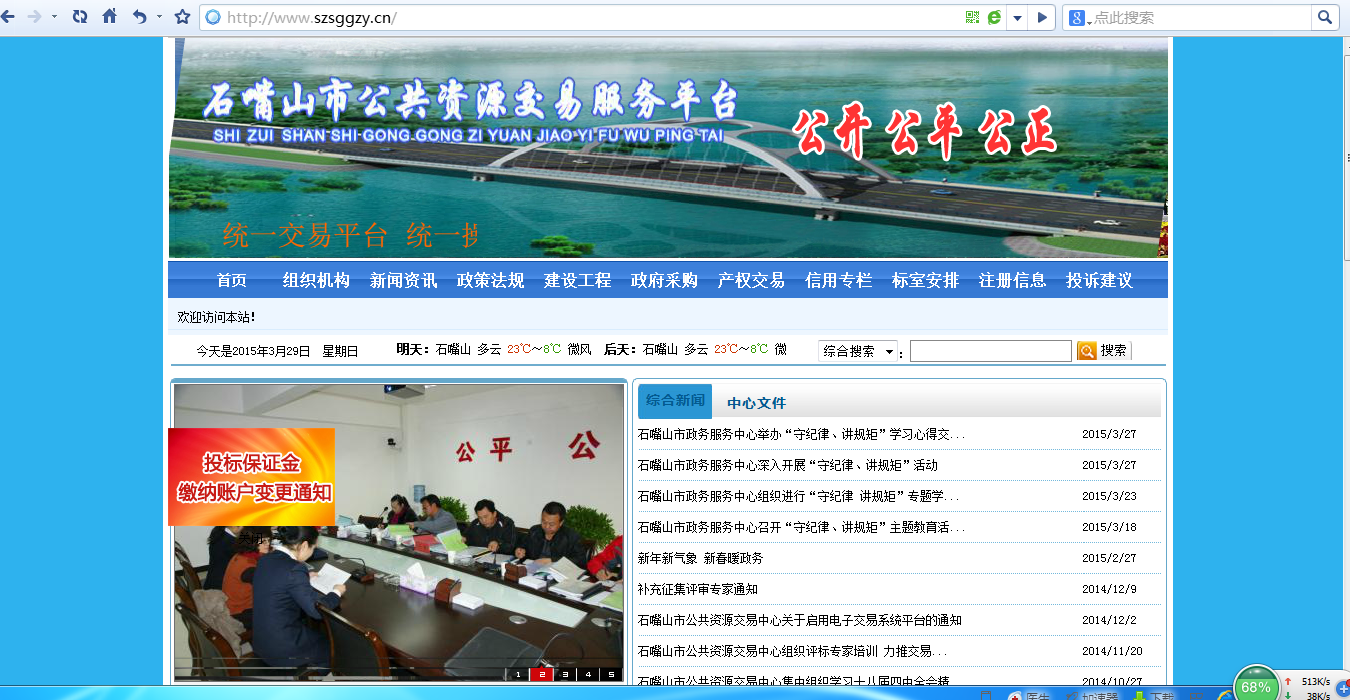 http://www.szsggzy.cn/
点此搜索
石嘴山市公共资源交易服务平台
SHI ZUI SHAN SHI GONG GONG ZI YUAN JIAO YI FU WU PING TAI
公开 公平 公正
统一交易平台 统一
首页 组织机构 新闻资讯 政策法规 建设工程 政府采购 产权交易 信用专栏 标室安排 注册信息 投诉建议
欢迎访问本站!
今天是2015年3月29日 星期日
明天: 石嘴山 多云 23℃~8℃ 微风 后天: 石嘴山 多云 23℃~8℃ 微
综合搜索 : 搜索
公 平 公
投标保证金
缴纳账户变更通知
关闭
1 2 3 4 5
综合新闻 中心文件
石嘴山市政务服务中心举办“守纪律、讲规矩”学习心得交... 2015/3/27
石嘴山市政务服务中心深入开展“守纪律、讲规矩”活动 2015/3/27
石嘴山市政务服务中心组织进行“守纪律 讲规矩”专题学... 2015/3/23
石嘴山市政务服务中心召开“守纪律、讲规矩”主题教育活... 2015/3/18
新年新气象 新春暖政务 2015/2/27
补充征集评审专家通知 2014/12/9
石嘴山市公共资源交易中心关于启用电子交易系统平台的通知 2014/12/2
石嘴山市公共资源交易中心组织评标专家培训 力推交易... 2014/11/20
石嘴山市公共资源交易中心集中组织学习十八届四中全会精... 2014/10/27
医生 加速器 下载
68%
513K/s
38K/s